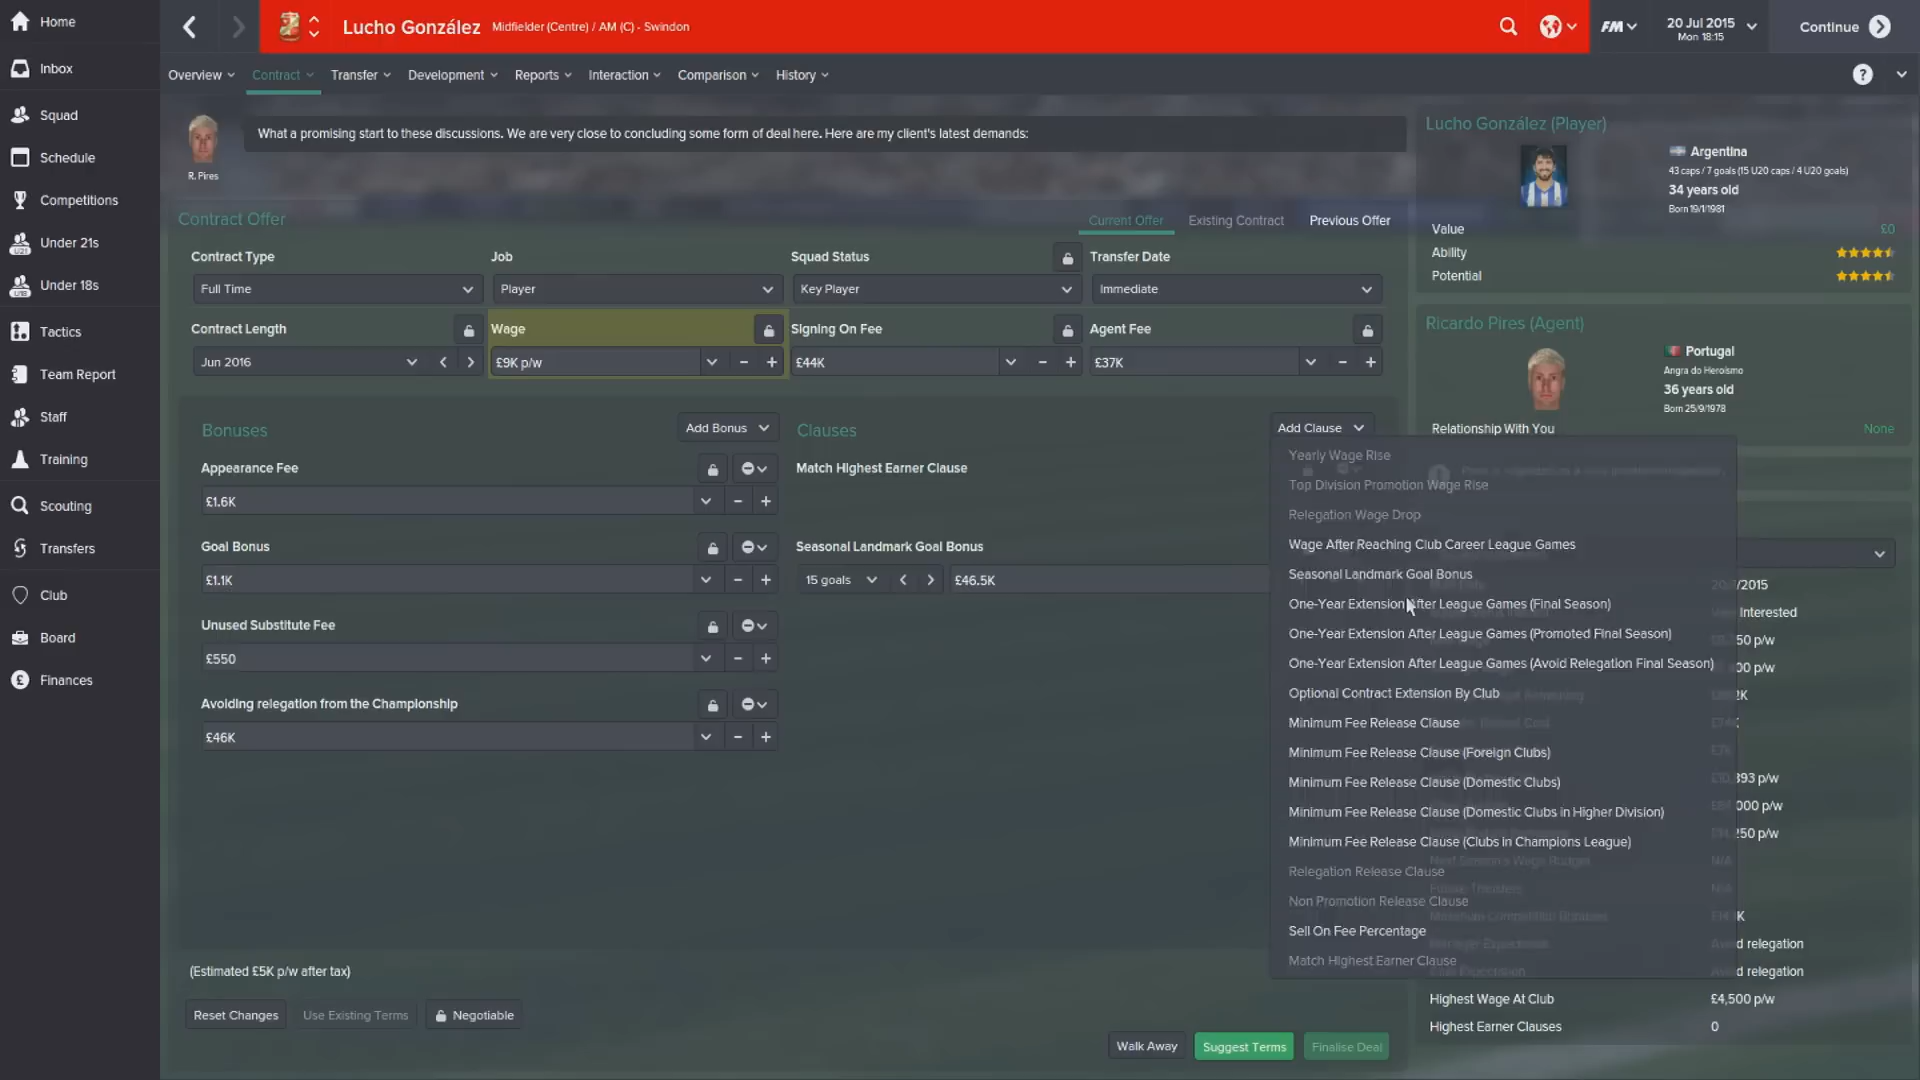 Home
Inbox
Squad
Schedule
Competitions
Under 21s
Under 18s
Tactics
Team Report
Staff
Training
Scouting
Transfers
Club
Board
Finances
Lucho González Midfielder (Centre) / AM (C) - Swindon
FM
20 Jul 2015
Mon 18:15
Continue
Overview Contract Transfer Development Reports Interaction Comparison History
R. Pires
What a promising start to these discussions. We are very close to concluding some form of deal here. Here are my client's latest demands:
Contract Offer
Current Offer Existing Contract Previous Offer
Contract Type Job Squad Status Transfer Date
Full Time Player Key Player Immediate
Contract Length Wage Signing On Fee Agent Fee
Jun 2016 £9K p/w £44K £37K
Bonuses Add Bonus
Appearance Fee
£1.6K
Goal Bonus
£1.1K
Unused Substitute Fee
£550
Avoiding relegation from the Championship
£46K
Clauses Add Clause
Match Highest Earner Clause
Seasonal Landmark Goal Bonus
15 goals £46.5K
Yearly Wage Rise
Top Division Promotion Wage Rise
Relegation Wage Drop
Wage After Reaching Club Career League Games
Seasonal Landmark Goal Bonus
One-Year Extension After League Games (Final Season)
One-Year Extension After League Games (Promoted Final Season)
One-Year Extension After League Games (Avoid Relegation Final Season)
Optional Contract Extension By Club
Minimum Fee Release Clause
Minimum Fee Release Clause (Foreign Clubs)
Minimum Fee Release Clause (Domestic Clubs)
Minimum Fee Release Clause (Domestic Clubs in Higher Division)
Minimum Fee Release Clause (Clubs in Champions League)
Relegation Release Clause
Non Promotion Release Clause
Sell On Fee Percentage
Match Highest Earner Clause
(Estimated £5K p/w after tax)
Reset Changes Use Existing Terms Negotiable
Walk Away Suggest Terms Finalise Deal
Lucho González (Player)
Argentina
43 caps / 7 goals (15 U20 caps / 4 U20 goals)
34 years old
Born 19/1/1981
Value £0
Ability
Potential
Ricardo Pires (Agent)
Portugal
Angra do Heroísmo
36 years old
Born 25/9/1978
Relationship With You None
Interested
p/w
p/w
p/w
p/w
p/w
N/A
N/A
relegation
relegation
Highest Wage At Club £4,500 p/w
Highest Earner Clauses 0